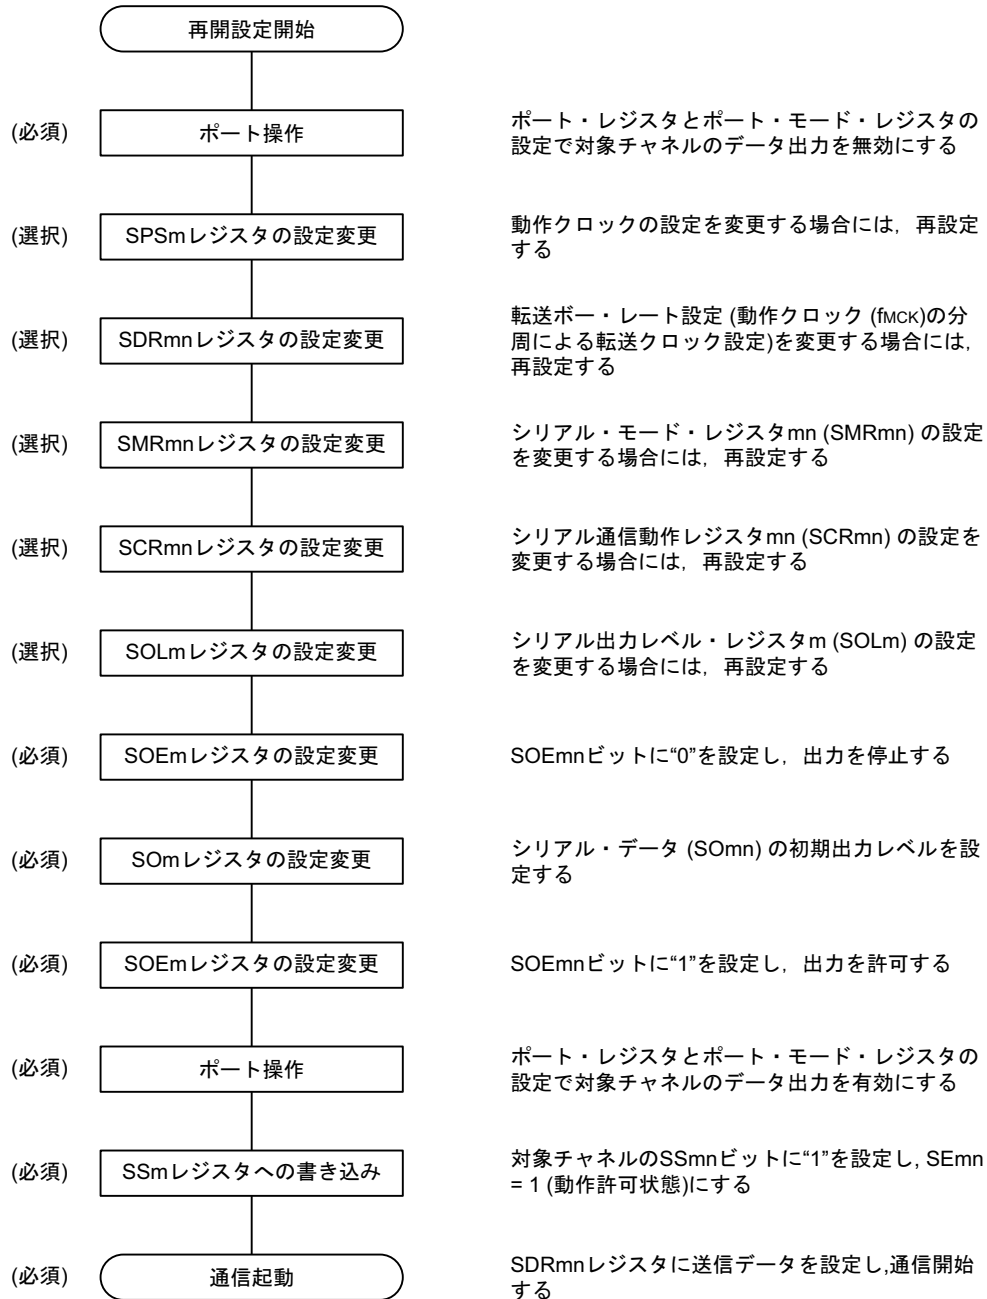 再開設定開始
(必須)
ポート操作
ポート・レジスタとポート・モード・レジスタの
設定で対象チャネルのデータ出力を無効にする
(選択)
SPSmレジスタの設定変更
動作クロックの設定を変更する場合には，再設定
する
(選択)
SDRmnレジスタの設定変更
転送ボー・レート設定 (動作クロック (fMCK)の分
周による転送クロック設定)を変更する場合には，
再設定する
(選択)
SMRmnレジスタの設定変更
シリアル・モード・レジスタmn (SMRmn) の設定
を変更する場合には，再設定する
(選択)
SCRmnレジスタの設定変更
シリアル通信動作レジスタmn (SCRmn) の設定を
変更する場合には，再設定する
(選択)
SOLmレジスタの設定変更
シリアル出力レベル・レジスタm (SOLm) の設定
を変更する場合には，再設定する
(必須)
SOEmレジスタの設定変更
SOEmnビットに“0”を設定し，出力を停止する
(必須)
SOmレジスタの設定変更
シリアル・データ (SOmn) の初期出力レベルを設
定する
(必須)
SOEmレジスタの設定変更
SOEmnビットに“1”を設定し，出力を許可する
(必須)
ポート操作
ポート・レジスタとポート・モード・レジスタの
設定で対象チャネルのデータ出力を有効にする
(必須)
SSmレジスタへの書き込み
対象チャネルのSSmnビットに“1”を設定し, SEmn
= 1 (動作許可状態)にする
(必須)
通信起動
SDRmnレジスタに送信データを設定し,通信開始
する